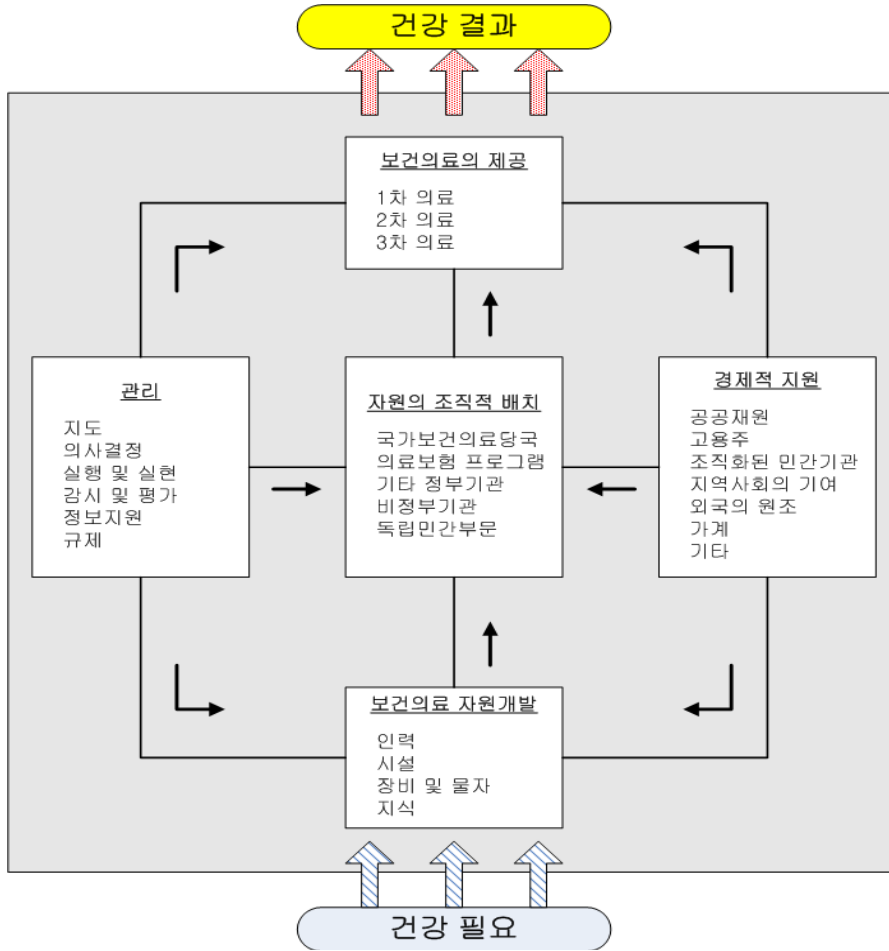 건강 결과
보건의료의 제공
1차 의료
2차 의료
3차 의료
관리
지도
의사결정
실행 및 실현
감시 및 평가
정보지원
규제
자원의 조직적 배치
국가보건의료당국
의료보험 프로그램
기타 정부기관
비정부기관
독립민간부문
경제적 지원
공공재원
고용주
조직화된 민간기관
지역사회의 기여
외국의 원조
가계
기타
보건의료 자원개발
인력
시설
장비 및 물자
지식
건강 필요